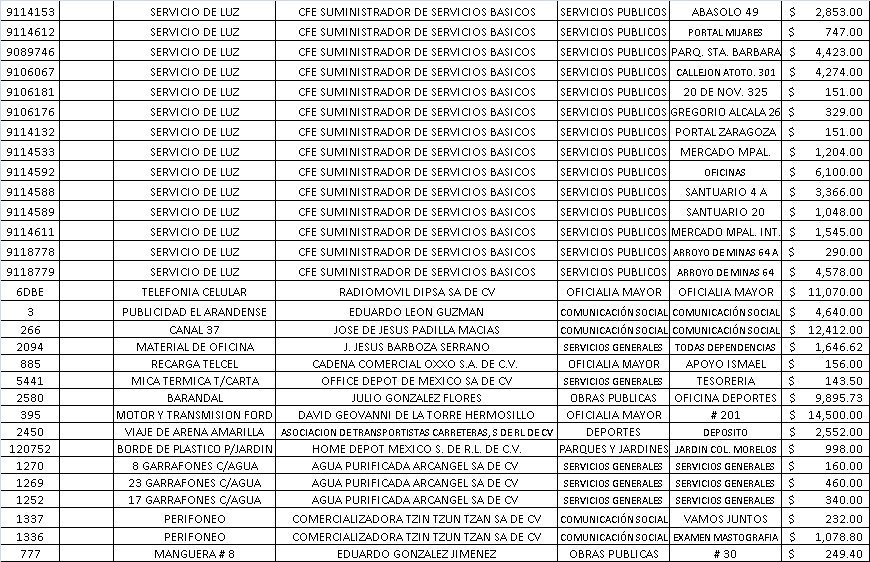 9114153 SERVICIO DE LUZ CFE SUMINISTRADOR DE SERVICIOS BASICOS SERVICIOS PUBLICOS ABASOLO 49 $ 2,853.00
9114612 SERVICIO DE LUZ CFE SUMINISTRADOR DE SERVICIOS BASICOS SERVICIOS PUBLICOS PORTAL MIJARES $ 747.00
9089746 SERVICIO DE LUZ CFE SUMINISTRADOR DE SERVICIOS BASICOS SERVICIOS PUBLICOS PARQ. STA. BARBARA $ 4,423.00
9106067 SERVICIO DE LUZ CFE SUMINISTRADOR DE SERVICIOS BASICOS SERVICIOS PUBLICOS CALLEJON ATOTO. 301 $ 4,274.00
9106181 SERVICIO DE LUZ CFE SUMINISTRADOR DE SERVICIOS BASICOS SERVICIOS PUBLICOS 20 DE NOV. 325 $ 151.00
9106176 SERVICIO DE LUZ CFE SUMINISTRADOR DE SERVICIOS BASICOS SERVICIOS PUBLICOS GREGORIO ALCALA 26 $ 329.00
9114132 SERVICIO DE LUZ CFE SUMINISTRADOR DE SERVICIOS BASICOS SERVICIOS PUBLICOS PORTAL ZARAGOZA $ 151.00
9114533 SERVICIO DE LUZ CFE SUMINISTRADOR DE SERVICIOS BASICOS SERVICIOS PUBLICOS MERCADO MPAL. $ 1,204.00
9114592 SERVICIO DE LUZ CFE SUMINISTRADOR DE SERVICIOS BASICOS SERVICIOS PUBLICOS OFICINAS $ 6,100.00
9114588 SERVICIO DE LUZ CFE SUMINISTRADOR DE SERVICIOS BASICOS SERVICIOS PUBLICOS SANTUARIO 4 A $ 3,366.00
9114589 SERVICIO DE LUZ CFE SUMINISTRADOR DE SERVICIOS BASICOS SERVICIOS PUBLICOS SANTUARIO 20 $ 1,048.00
9114611 SERVICIO DE LUZ CFE SUMINISTRADOR DE SERVICIOS BASICOS SERVICIOS PUBLICOS MERCADO MPAL. INT. $ 1,545.00
9118778 SERVICIO DE LUZ CFE SUMINISTRADOR DE SERVICIOS BASICOS SERVICIOS PUBLICOS ARROYO DE MINAS 64 A $ 290.00
9118779 SERVICIO DE LUZ CFE SUMINISTRADOR DE SERVICIOS BASICOS SERVICIOS PUBLICOS ARROYO DE MINAS 64 $ 4,578.00
6DBE TELEFONIA CELULAR RADIOMOVIL DIPSA SA DE CV OFICIALIA MAYOR OFICIALIA MAYOR $ 11,070.00
3 PUBLICIDAD EL ARANDENSE EDUARDO LEON GUZMAN COMUNICACIÓN SOCIAL COMUNICACIÓN SOCIAL $ 4,640.00
266 CANAL 37 JOSE DE JESUS PADILLA MACIAS COMUNICACIÓN SOCIAL COMUNICACIÓN SOCIAL $ 12,412.00
2094 MATERIAL DE OFICINA J. JESUS BARBOZA SERRANO SERVICIOS GENERALES TODAS DEPENDENCIAS $ 1,646.62
885 RECARGA TELCEL CADENA COMERCIAL OXXO S.A. DE C.V. OFICIALIA MAYOR APOYO ISMAEL $ 156.00
5441 MICA TERMICA T/CARTA OFFICE DEPOT DE MEXICO SA DE CV SERVICIOS GENERALES TESORERIA $ 143.50
2580 BARANDAL JULIO GONZALEZ FLORES OBRAS PUBLICAS OFICINA DEPORTES $ 9,895.73
395 MOTOR Y TRANSMISION FORD DAVID GEOVANNI DE LA TORRE HERMOSILLO OFICIALIA MAYOR # 201 $ 14,500.00
2450 VIAJE DE ARENA AMARILLA ASOCIACION DE TRANSPORTISTAS CARRETERAS, S DE RL DE CV DEPORTES DEPOSITO $ 2,552.00
120752 BORDE DE PLASTICO P/JARDIN HOME DEPOT MEXICO S. DE R.L. DE C.V. PARQUES Y JARDINES JARDIN COL. MORELOS $ 998.00
1270 8 GARRAFONES C/AGUA AGUA PURIFICADA ARCANGEL SA DE CV SERVICIOS GENERALES SERVICIOS GENERALES $ 160.00
1269 23 GARRAFONES C/AGUA AGUA PURIFICADA ARCANGEL SA DE CV SERVICIOS GENERALES SERVICIOS GENERALES $ 460.00
1252 17 GARRAFONES C/AGUA AGUA PURIFICADA ARCANGEL SA DE CV SERVICIOS GENERALES SERVICIOS GENERALES $ 340.00
1337 PERIFONEO COMERCIALIZADORA TZIN TZUN TZAN SA DE CV COMUNICACIÓN SOCIAL VAMOS JUNTOS $ 232.00
1336 PERIFONEO COMERCIALIZADORA TZIN TZUN TZAN SA DE CV COMUNICACIÓN SOCIAL EXAMEN MASTOGRAFIA $ 1,078.80
777 MANGUERA # 8 EDUARDO GONZALEZ JIMENEZ OBRAS PUBLICAS # 30 $ 249.40